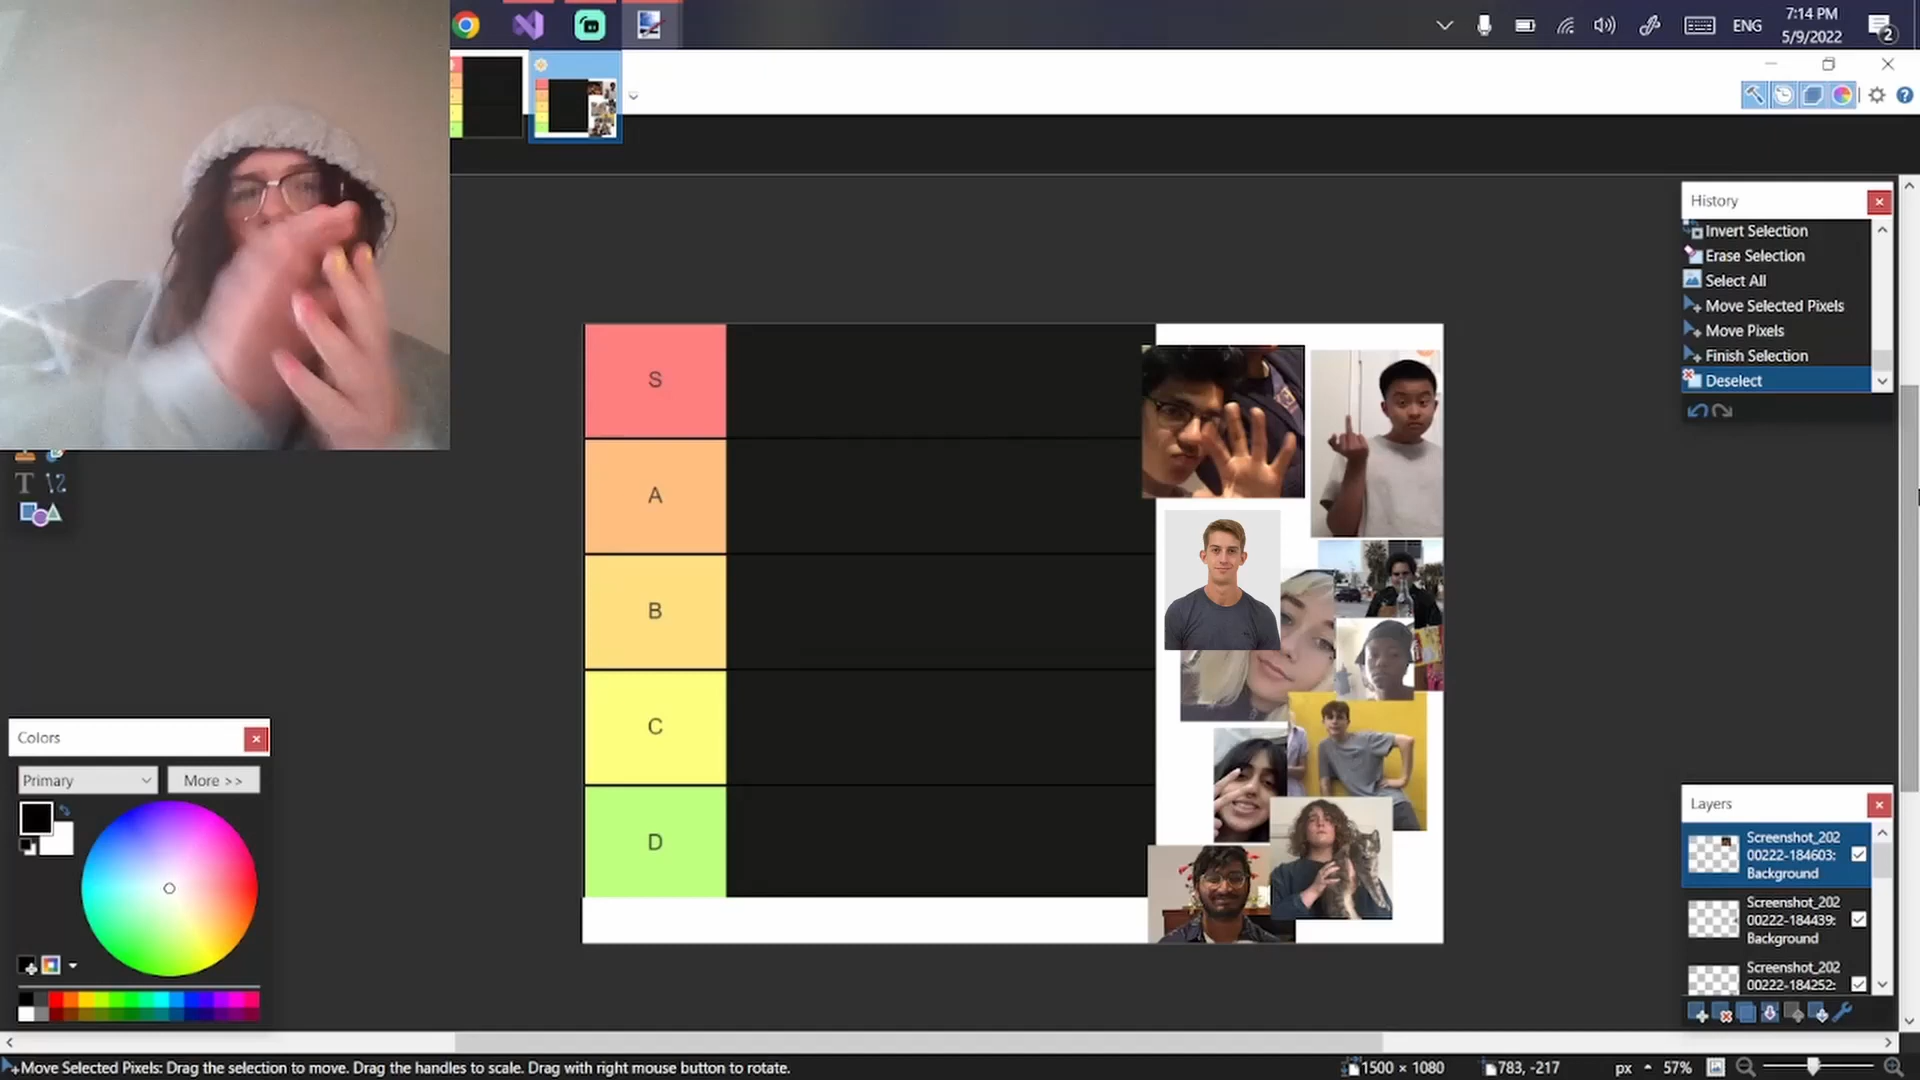 ENG
7:14 PM
5/9/2022
2
History
Invert Selection
Erase Selection
Select All
Move Selected Pixels
Move Pixels
Finish Selection
Deselect
S
A
B
C
D
Colors
Primary
More >>
Layers
Screenshot_202
00222-184603:
Background
Screenshot_202
00222-184439:
Background
Screenshot_202
00222-184252:
Move Selected Pixels: Drag the selection to move. Drag the handles to scale. Drag with right mouse button to rotate.
1500 × 1080
783, -217
px
57%